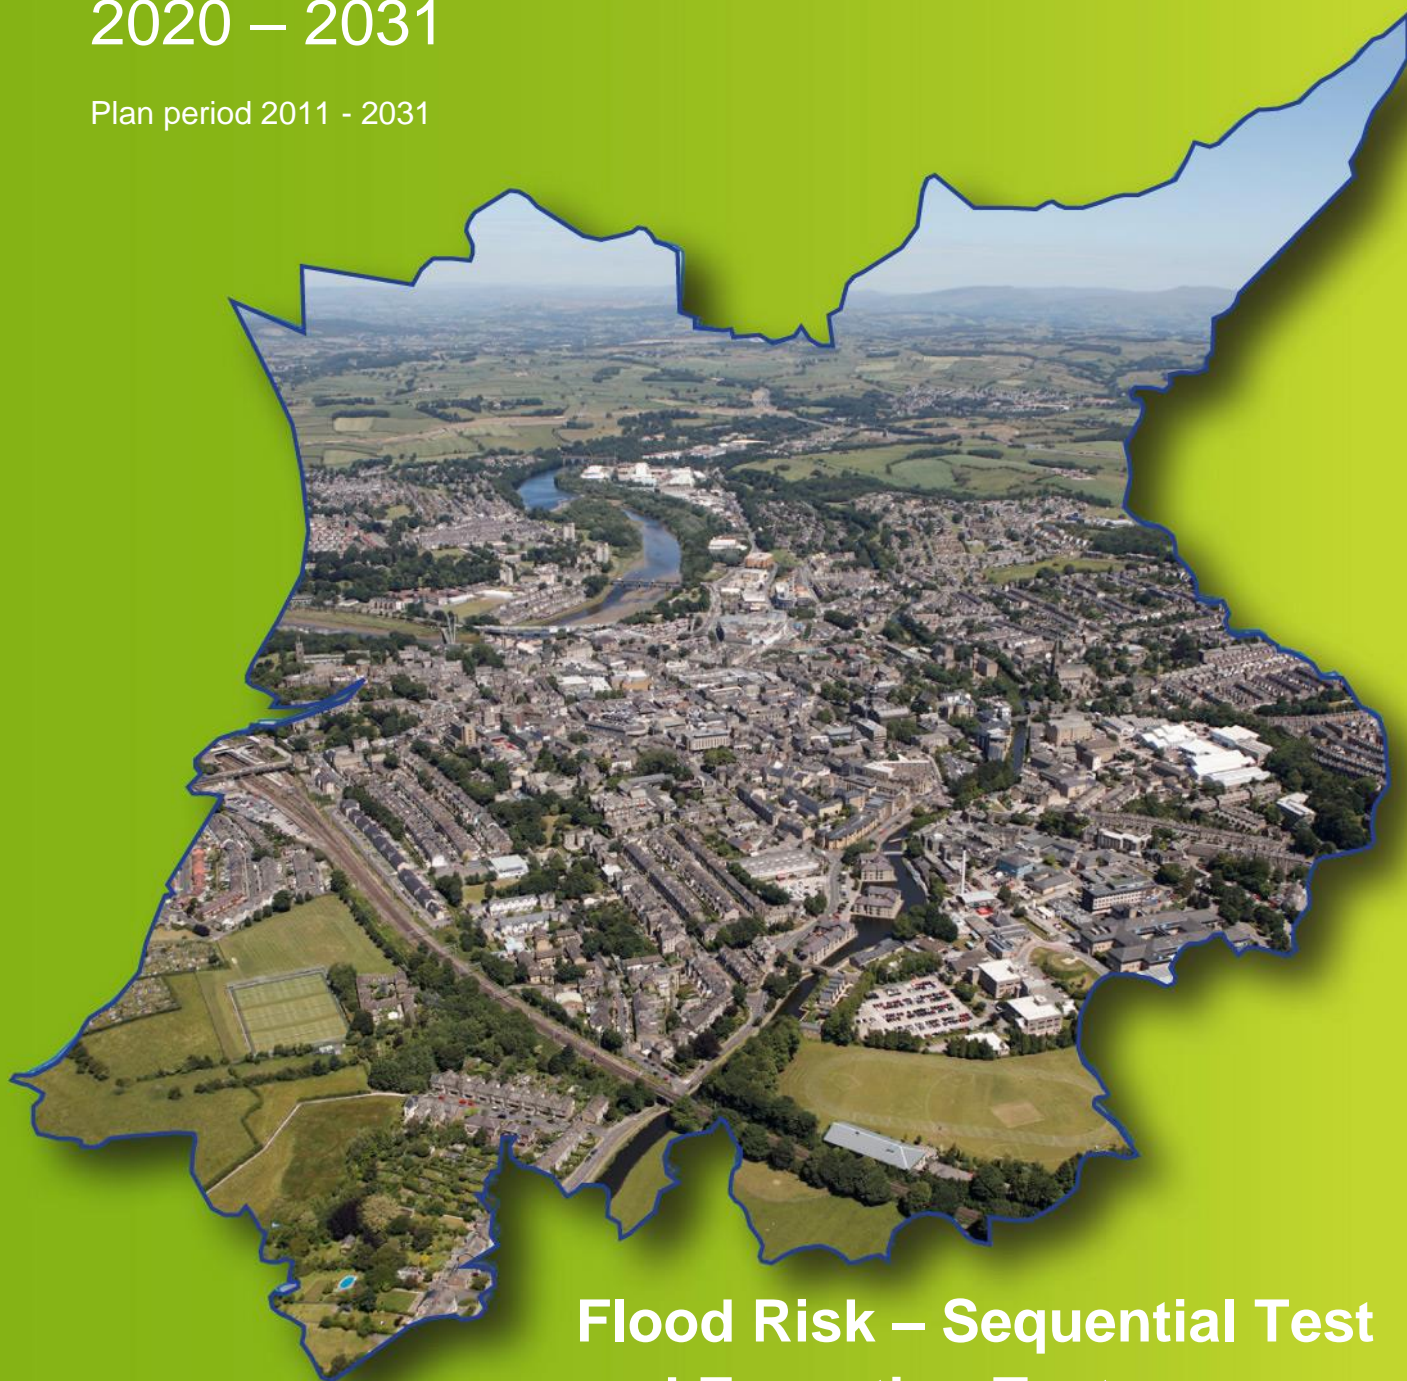 2020 – 2031
Plan period 2011 - 2031
Flood Risk – Sequential Test